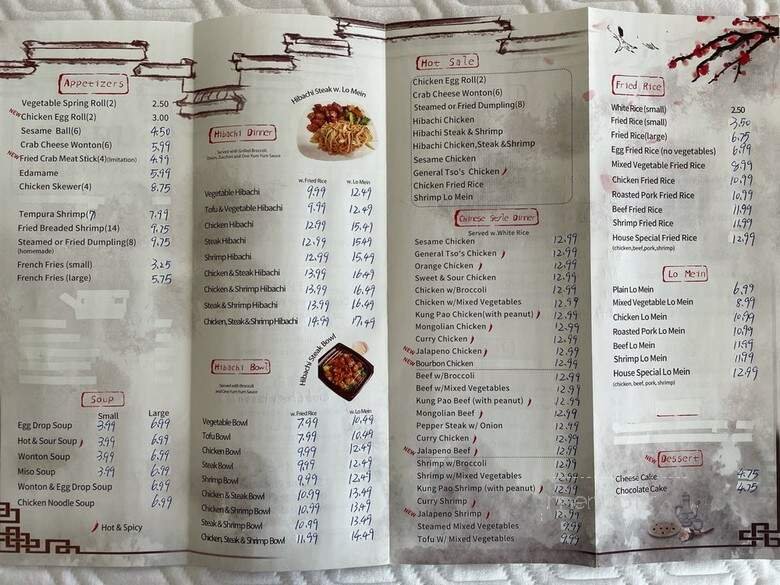 Appetizers
Vegetable Spring Roll(2) 2.50
NEW Chicken Egg Roll(2) 3.00
Sesame Ball(6) 4.50
Crab Cheese Wonton(6) 5.99
NEW Fried Crab Meat Stick(4)(Imitation) 4.99
Edamame 5.99
Chicken Skewer(4) 8.75
Tempura Shrimp(7) 7.99
Fried Breaded Shrimp(14) 9.75
Steamed or Fried Dumpling(8) 9.75
(homemade)
French Fries (small) 3.25
French Fries (large) 5.75
Soup
Small Large
Egg Drop Soup 3.99 6.99
Hot & Sour Soup 3.99 6.99
Wonton Soup 3.99 6.99
Miso Soup 3.99 6.99
Wonton & Egg Drop Soup 6.99
Chicken Noodle Soup 6.99
Hot & Spicy
Hibachi Steak w. Lo Mein
Hibachi Dinner
Served with Grilled Broccoli,
Onion, Zucchini and One Yum Yum Sauce
w. Fried Rice w. Lo Mein
Vegetable Hibachi 9.99 12.49
Tofu & Vegetable Hibachi 9.99 12.49
Chicken Hibachi 12.99 15.49
Steak Hibachi 12.99 15.49
Shrimp Hibachi 12.99 15.49
Chicken & Steak Hibachi 13.99 16.49
Chicken & Shrimp Hibachi 13.99 16.49
Steak & Shrimp Hibachi 13.99 16.49
Chicken, Steak & Shrimp Hibachi 14.99 17.49
Hibachi Steak Bowl
Hibachi Bowl
Served with Broccoli
and One Yum Yum Sauce
w. Fried Rice w. Lo Mein
Vegetable Bowl 7.99 10.49
Tofu Bowl 7.99 10.49
Chicken Bowl 9.99 12.49
Steak Bowl 9.99 12.49
Shrimp Bowl 9.99 12.49
Chicken & Steak Bowl 10.99 13.49
Chicken & Shrimp Bowl 10.99 13.49
Steak & Shrimp Bowl 10.99 13.49
Chicken, Steak & Shrimp Bowl 11.99 14.49
Hot Sale
Chicken Egg Roll(2)
Crab Cheese Wonton(6)
Steamed or Fried Dumpling(8)
Hibachi Chicken
Hibachi Steak & Shrimp
Hibachi Chicken,Steak &Shrimp
Sesame Chicken
General Tso's Chicken
Chicken Fried Rice
Shrimp Lo Mein
Chinese Style Dinner
Served w.White Rice
Sesame Chicken 12.99
General Tso's Chicken 12.99
Orange Chicken 12.99
Sweet & Sour Chicken 12.99
Chicken w/Broccoli 12.99
Chicken w/Mixed Vegetables 12.99
Kung Pao Chicken(with peanut) 12.99
Mongolian Chicken 12.99
Curry Chicken 12.99
NEW Jalapeno Chicken 12.99
NEW Bourbon Chicken 12.99
Beef w/Broccoli 12.99
Beef w/Mixed Vegetables 12.99
Kung Pao Beef (with peanut) 12.99
Mongolian Beef 12.99
Pepper Steak w/ Onion 12.99
Curry Chicken 12.99
NEW Jalapeno Beef 12.99
Shrimp w/Broccoli 12.99
Shrimp w/Mixed Vegetables 12.99
Kung Pao Shrimp (with peanut) 12.99
Curry Shrimp 12.99
NEW Jalapeno Shrimp 12.99
Steamed Mixed Vegetables 9.99
Tofu W/ Mixed Vegetables 9.99
Fried Rice
White Rice (small) 2.50
Fried Rice(small) 3.50
Fried Rice(large) 6.75
Egg Fried Rice (no vegetables) 6.99
Mixed Vegetable Fried Rice 8.99
Chicken Fried Rice 10.99
Roasted Pork Fried Rice 10.99
Beef Fried Rice 11.99
Shrimp Fried Rice 11.99
House Special Fried Rice 12.99
(chicken,beef,pork,shrimp)
Lo Mein
Plain Lo Mein 6.99
Mixed Vegetable Lo Mein 8.99
Chicken Lo Mein 10.99
Roasted Pork Lo Mein 10.99
Beef Lo Mein 11.99
Shrimp Lo Mein 11.99
House Special Lo Mein 12.99
(chicken, beef, pork, shrimp)
NEW Dessert
Cheese Cake 4.75
Chocolate Cake 4.75